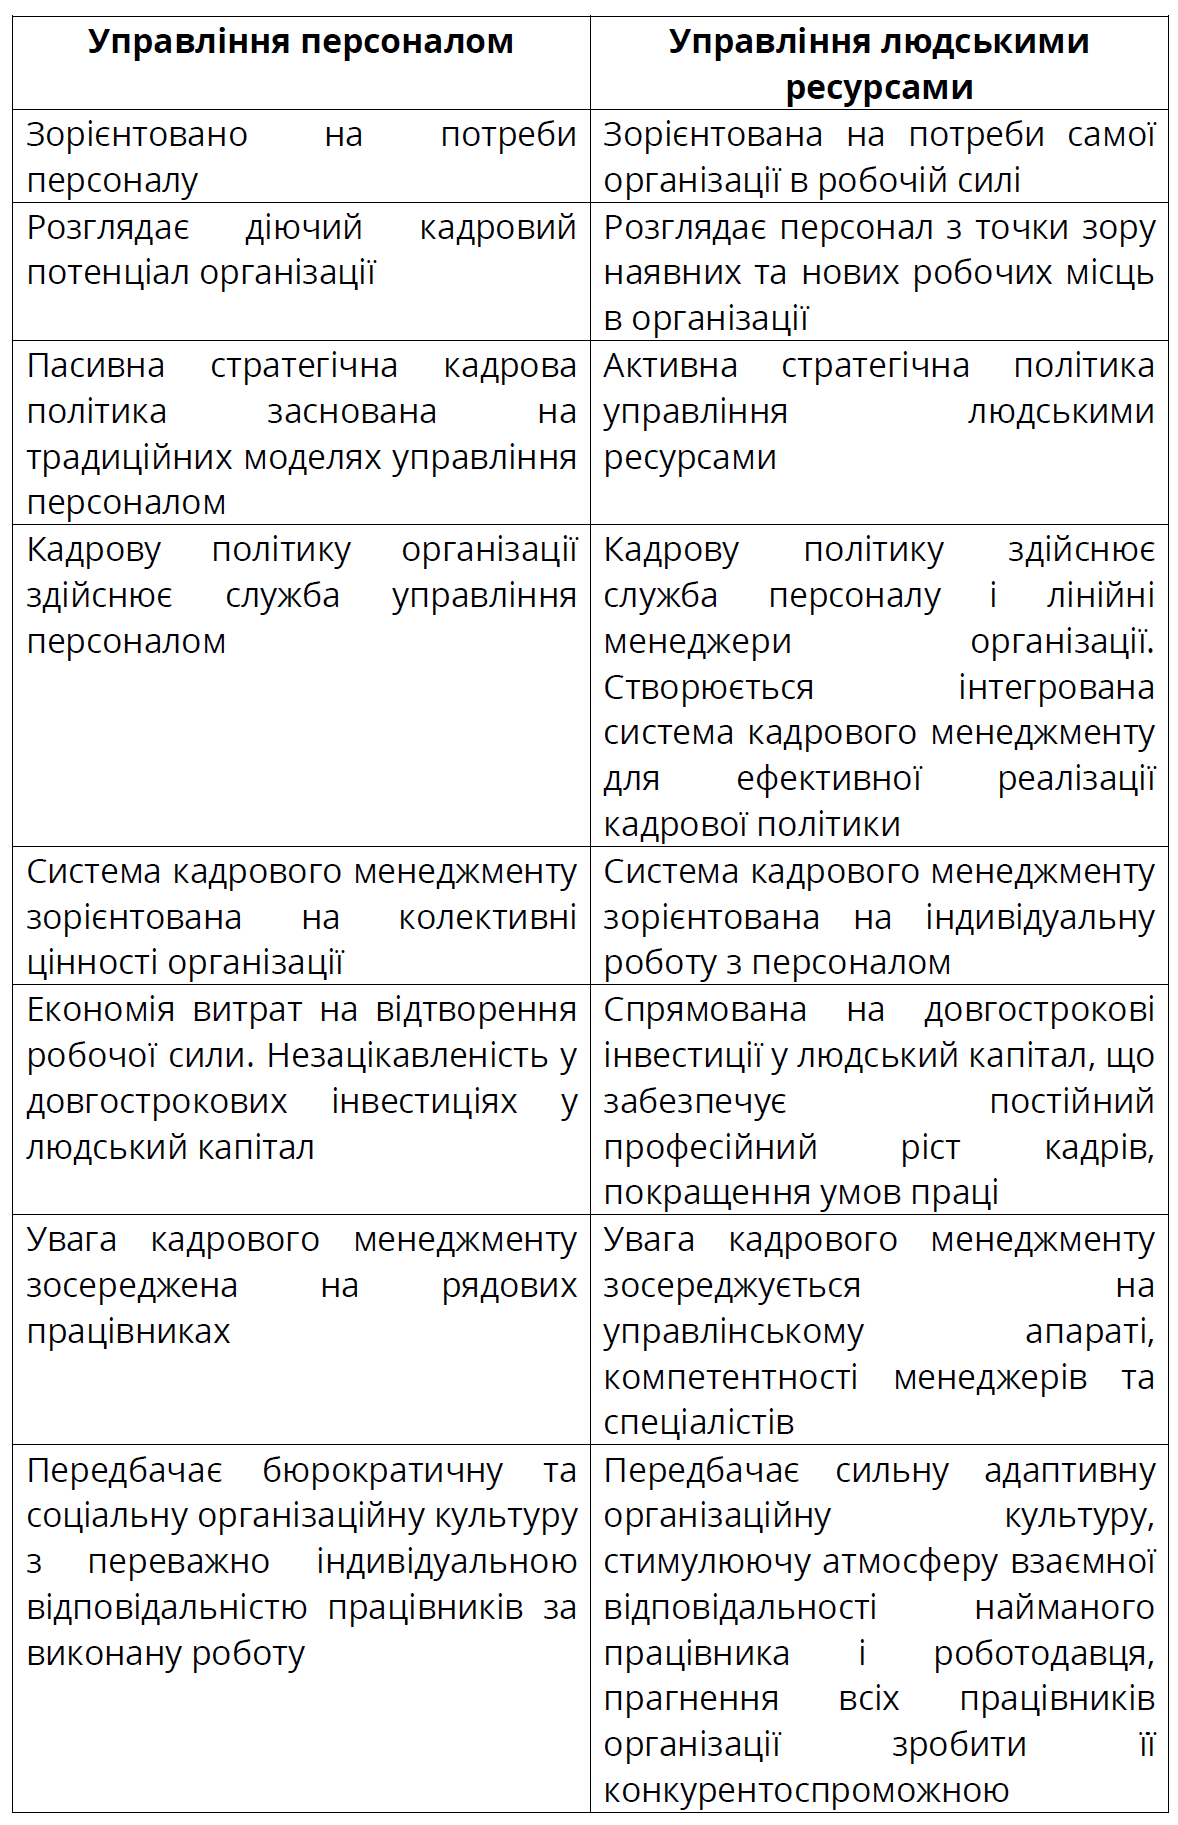 Управління персоналом
Управління людськими
ресурсами
Зорієнтовано на потреби
персоналу
Зорієнтована на потреби самої
організації в робочій силі
Розглядає діючий кадровий
потенціал організації
Розглядає персонал з точки зору
наявних та нових робочих місць
в організації
Пасивна стратегічна кадрова
політика заснована на
традиційних моделях управління
персоналом
Активна стратегічна політика
управління людськими
ресурсами
Кадрову політику організації
здійснює служба управління
персоналом
Кадрову політику здійснює
служба персоналу і лінійні
менеджери організації.
Створюється інтегрована
система кадрового менеджменту
для ефективної реалізації
кадрової політики
Система кадрового менеджменту
зорієнтована на колективні
цінності організації
Система кадрового менеджменту
зорієнтована на індивідуальну
роботу з персоналом
Економія витрат на відтворення
робочої сили. Незацікавленість у
довгострокових інвестиціях у
людський капітал
Спрямована на довгострокові
інвестиції у людський капітал, що
забезпечує постійний
професійний ріст кадрів,
покращення умов праці
Увага кадрового менеджменту
зосереджена на рядових
працівниках
Увага кадрового менеджменту
зосереджується на
управлінському апараті,
компетентності менеджерів та
спеціалістів
Передбачає бюрократичну та
соціальну організаційну культуру
з переважно індивідуальною
відповідальністю працівників за
виконану роботу
Передбачає сильну адаптивну
організаційну культуру,
стимулюючу атмосферу взаємної
відповідальності найманого
працівника і роботодавця,
прагнення всіх працівників
організації зробити її
конкурентоспроможною